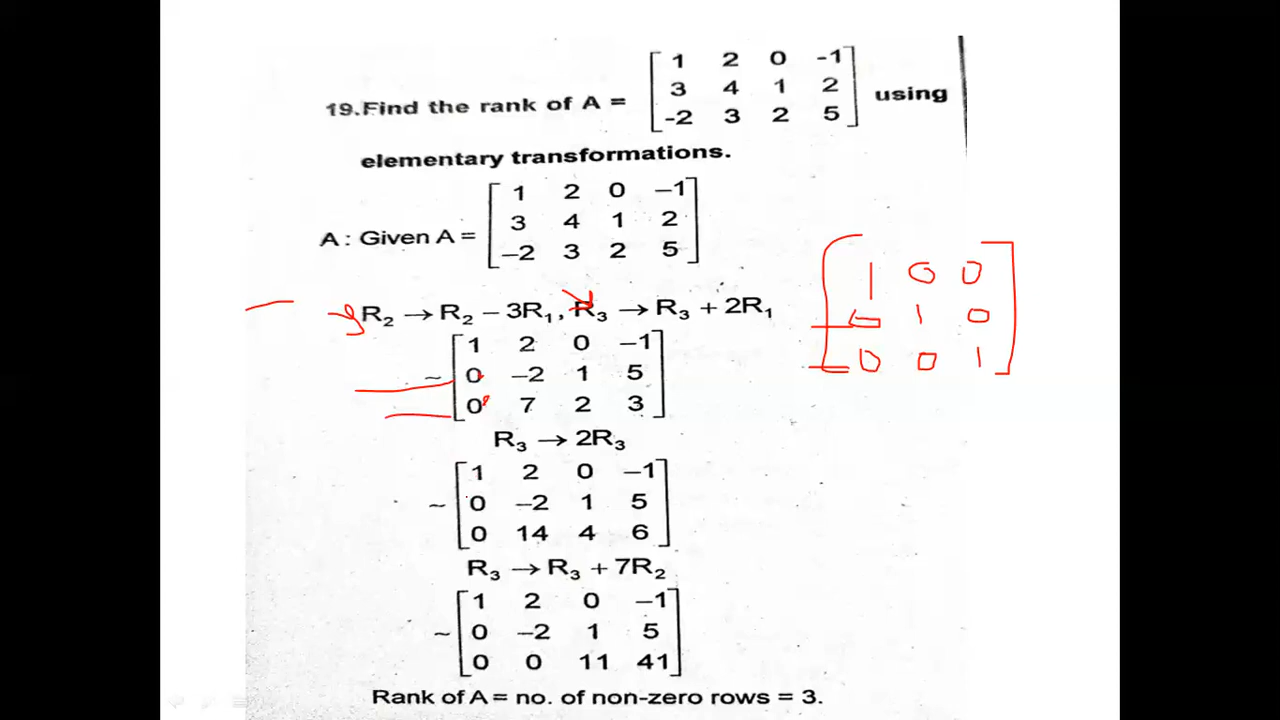 19.Find the rank of A = [1 2 0 -1
3 4 1 2
-2 3 2 5] using
elementary transformations.
A : Given A = [1 2 0 −1
3 4 1 2
−2 3 2 5]
R₂ → R₂ − 3R₁, R₃ → R₃ + 2R₁
~ [1 2 0 −1
0 −2 1 5
0 7 2 3]
R₃ → 2R₃
~ [1 2 0 −1
0 −2 1 5
0 14 4 6]
R₃ → R₃ + 7R₂
~ [1 2 0 −1
0 −2 1 5
0 0 11 41]
Rank of A = no. of non-zero rows = 3.
[1 0 0
0 1 0
0 0 1]